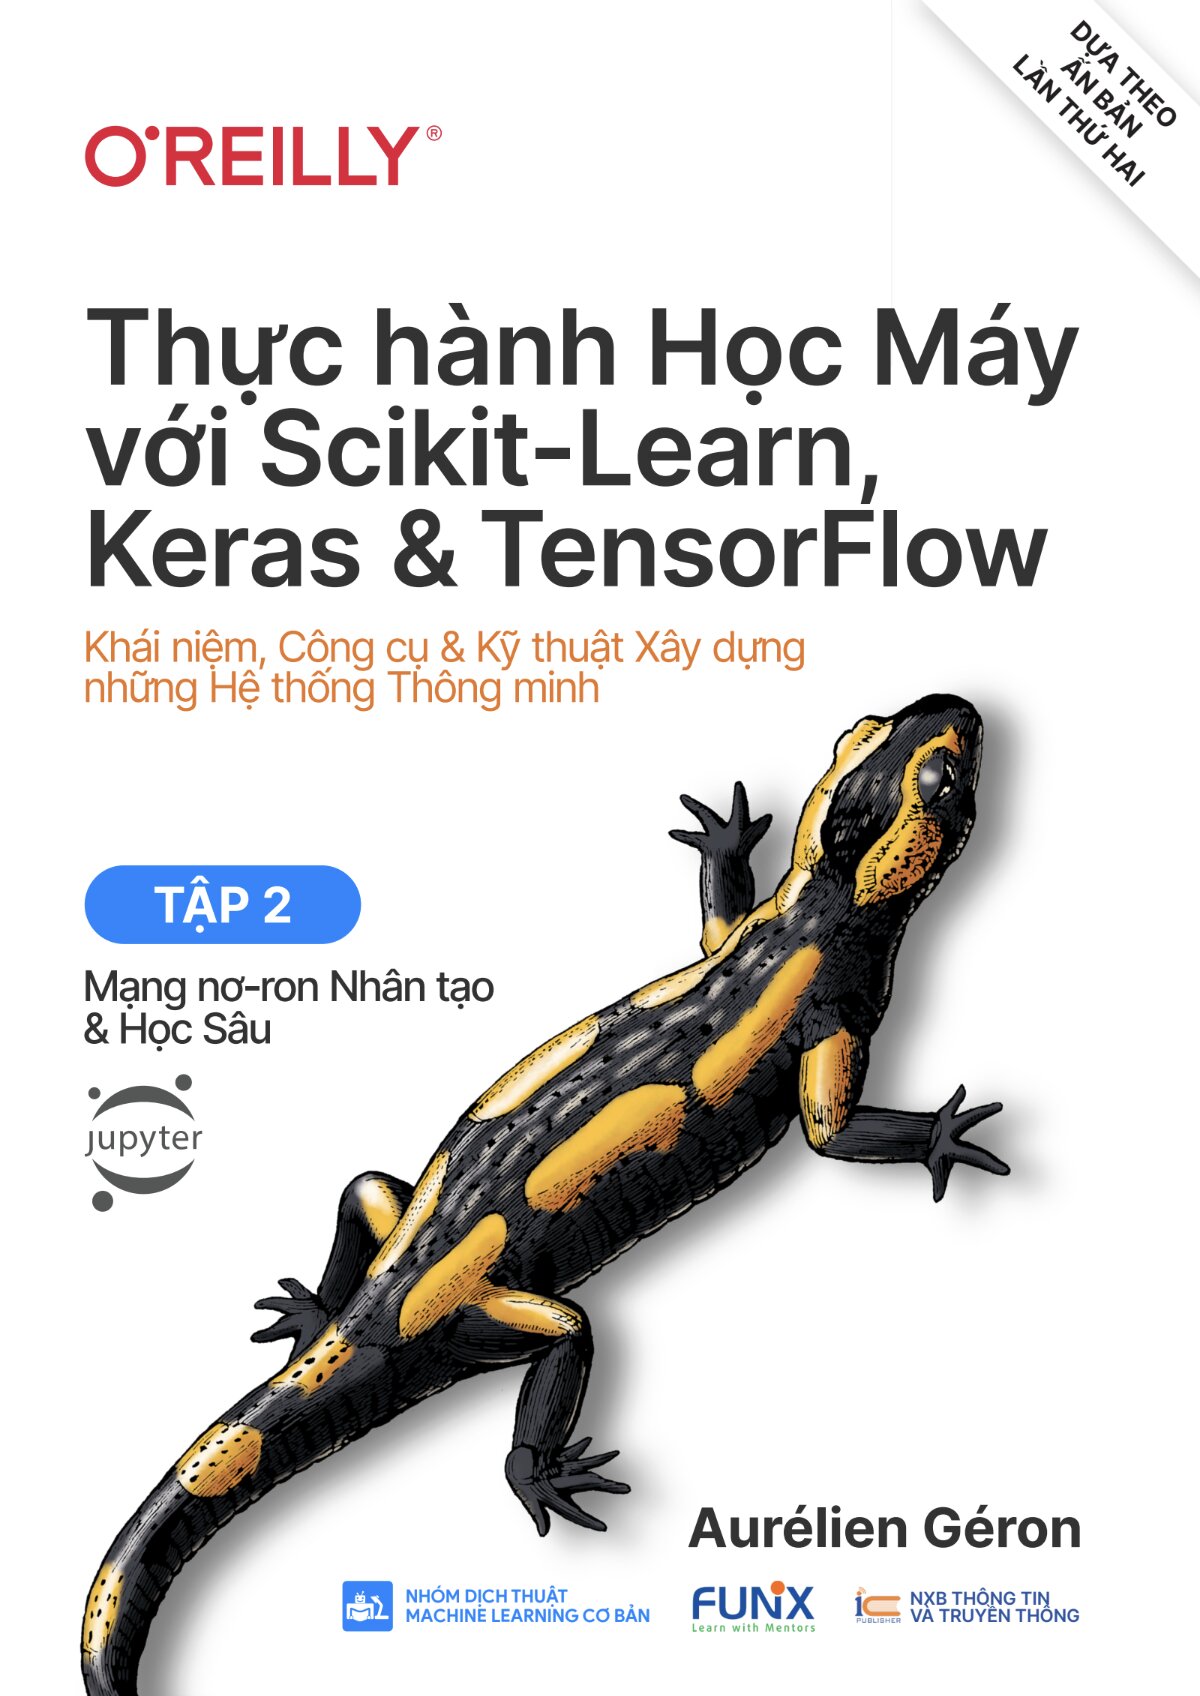 DỰA THEO
ẤN BẢN
LẦN THỨ HAI
O'REILLY®
Thực hành Học Máy
với Scikit-Learn,
Keras & TensorFlow
Khái niệm, Công cụ & Kỹ thuật Xây dựng
những Hệ thống Thông minh
TẬP 2
Mạng nơ-ron Nhân tạo
& Học Sâu
jupyter
Aurélien Géron
NHÓM DỊCH THUẬT
MACHINE LEARNING CƠ BẢN
FUNiX
Learn with Mentors
ic
PUBLISHER
NXB THÔNG TIN
VÀ TRUYỀN THÔNG